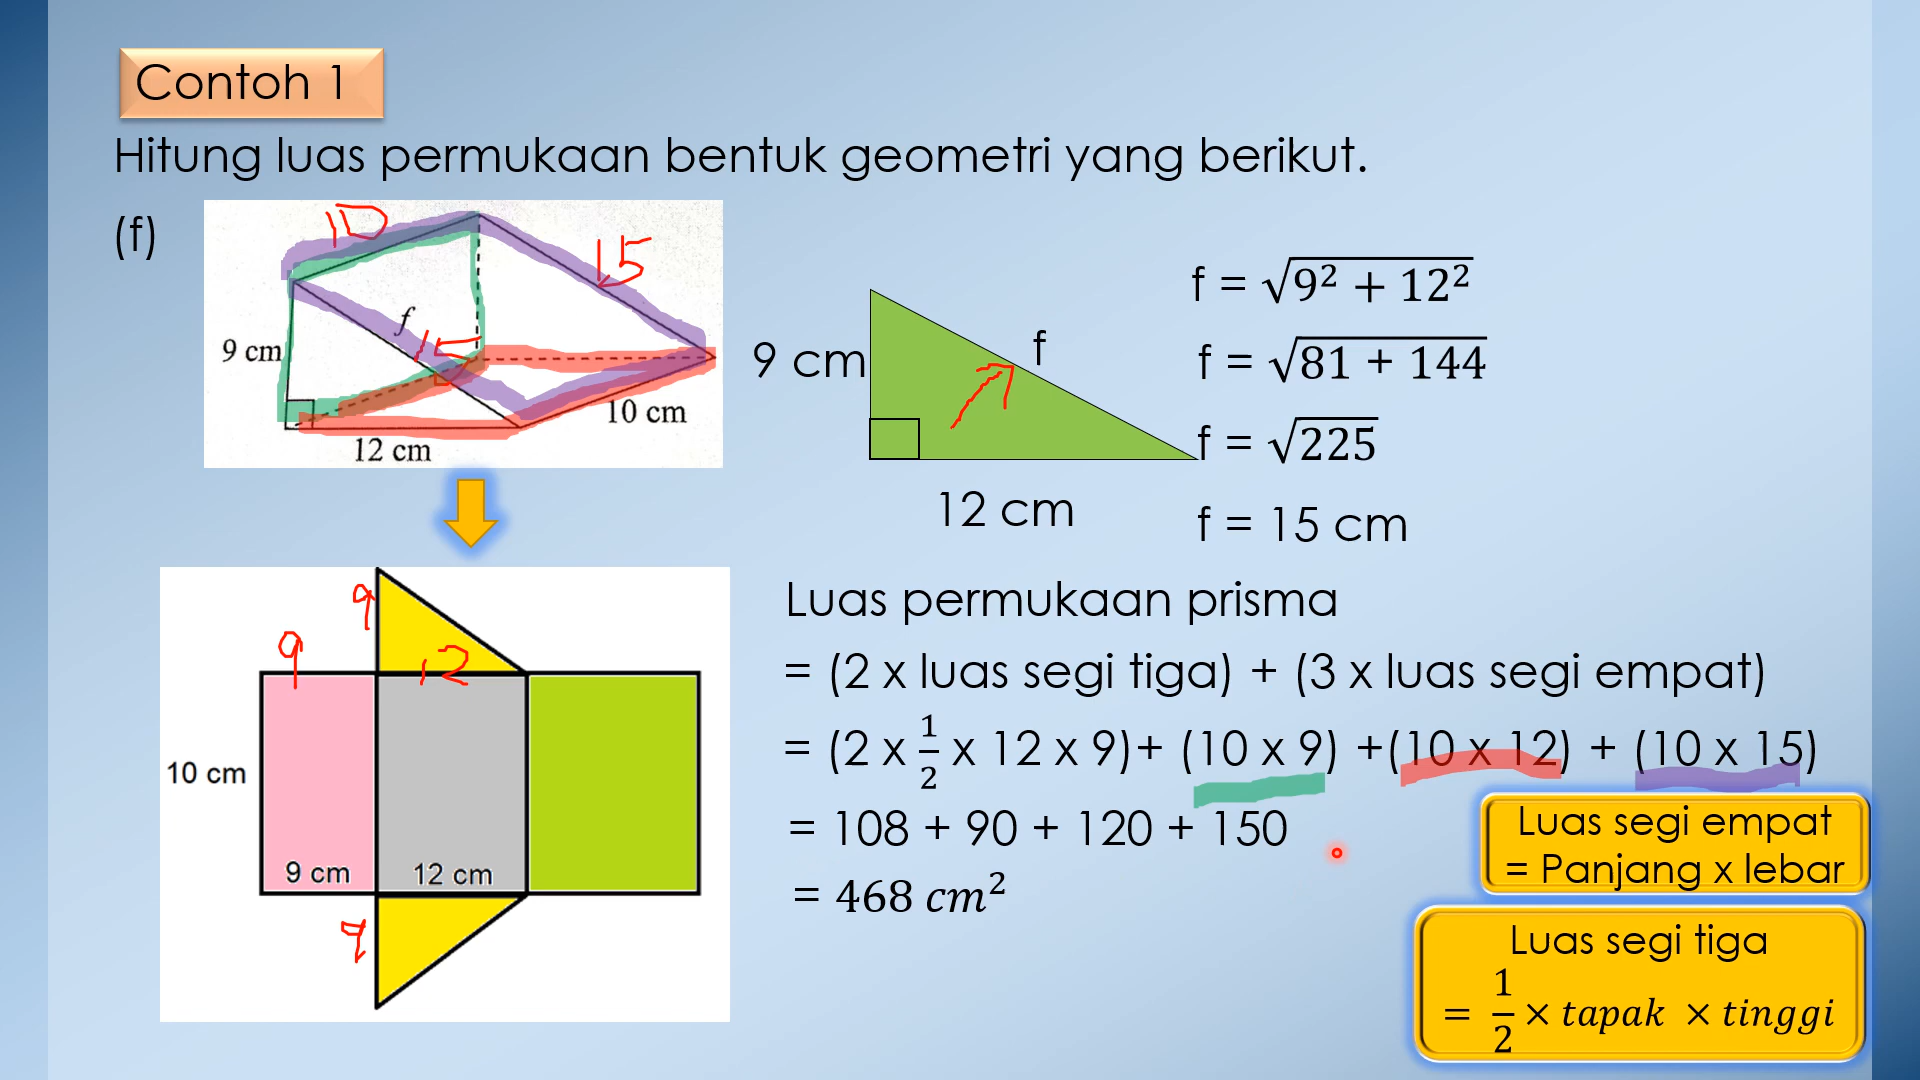 Contoh 1
Hitung luas permukaan bentuk geometri yang berikut.
(f)
10
15
f
15
9 cm
10 cm
12 cm
9 cm
f
12 cm
f = √9² + 12²
f = √81 + 144
f = √225
f = 15 cm
9
9
12
10 cm
9 cm
12 cm
9
Luas permukaan prisma
= (2 x luas segi tiga) + (3 x luas segi empat)
= (2 x 1/2 x 12 x 9)+ (10 x 9) +(10 x 12) + (10 x 15)
= 108 + 90 + 120 + 150
= 468 cm²
Luas segi empat
= Panjang x lebar
Luas segi tiga
= 1/2 × tapak × tinggi